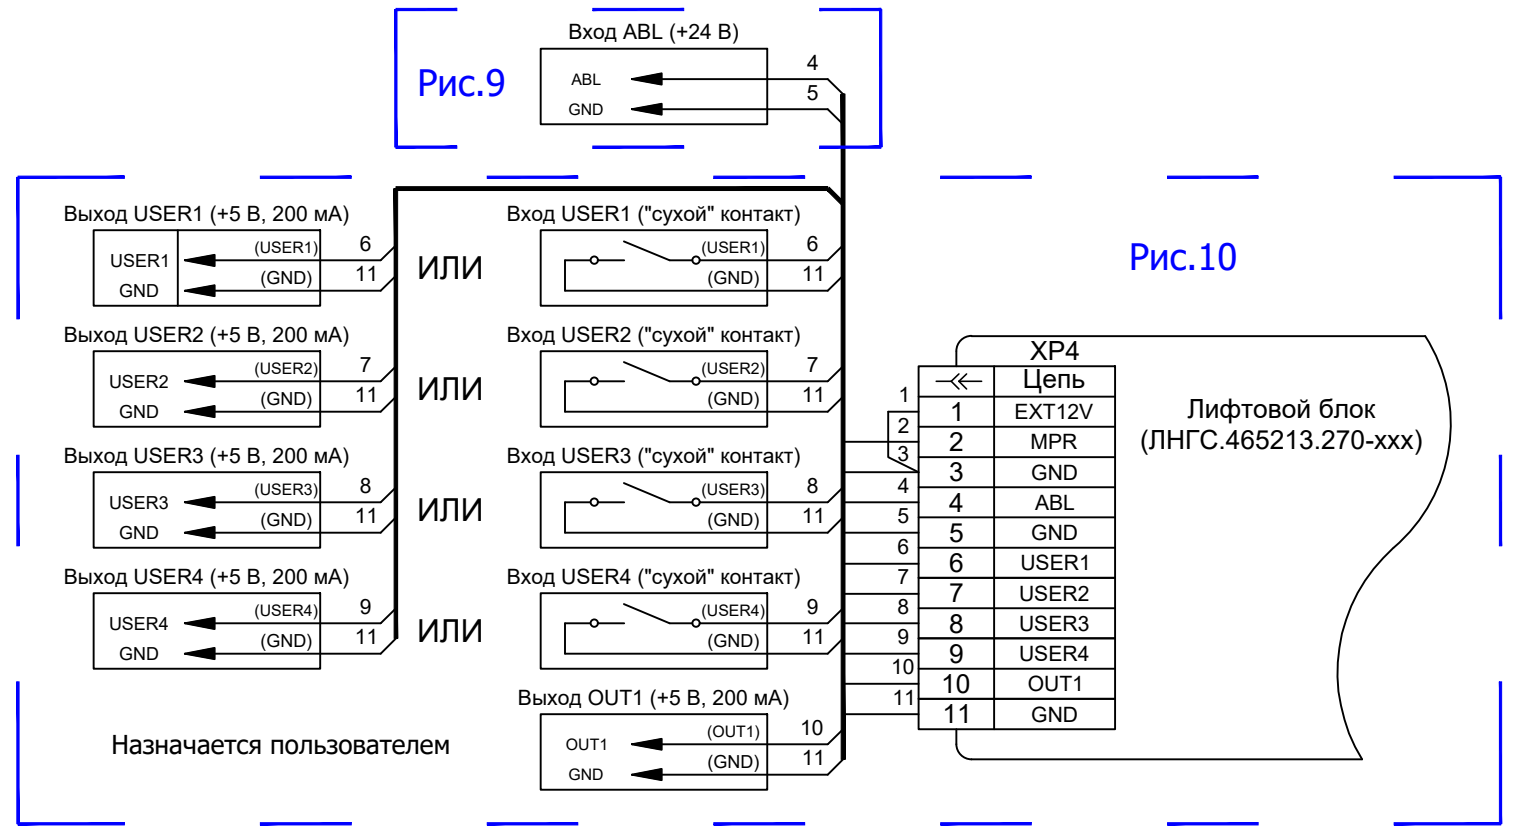 Вход ABL (+24 В)
Рис.9
ABL
4
GND
5
Выход USER1 (+5 В, 200 мА)
USER1
(USER1)
6
GND
(GND)
11
ИЛИ
Вход USER1 ("сухой" контакт)
(USER1)
6
(GND)
11
Рис.10
Выход USER2 (+5 В, 200 мА)
USER2
(USER2)
7
GND
(GND)
11
ИЛИ
Вход USER2 ("сухой" контакт)
(USER2)
7
(GND)
11
Выход USER3 (+5 В, 200 мА)
USER3
(USER3)
8
GND
(GND)
11
ИЛИ
Вход USER3 ("сухой" контакт)
(USER3)
8
(GND)
11
Выход USER4 (+5 В, 200 мА)
USER4
(USER4)
9
GND
(GND)
11
ИЛИ
Вход USER4 ("сухой" контакт)
(USER4)
9
(GND)
11
Выход OUT1 (+5 В, 200 мА)
OUT1
(OUT1)
10
GND
(GND)
11
Назначается пользователем
XP4
Цепь
1
1 EXT12V
2
2 MPR
3
3 GND
4
4 ABL
5
5 GND
6
6 USER1
7
7 USER2
8
8 USER3
9
9 USER4
10
10 OUT1
11
11 GND
Лифтовой блок
(ЛНГС.465213.270-xxx)